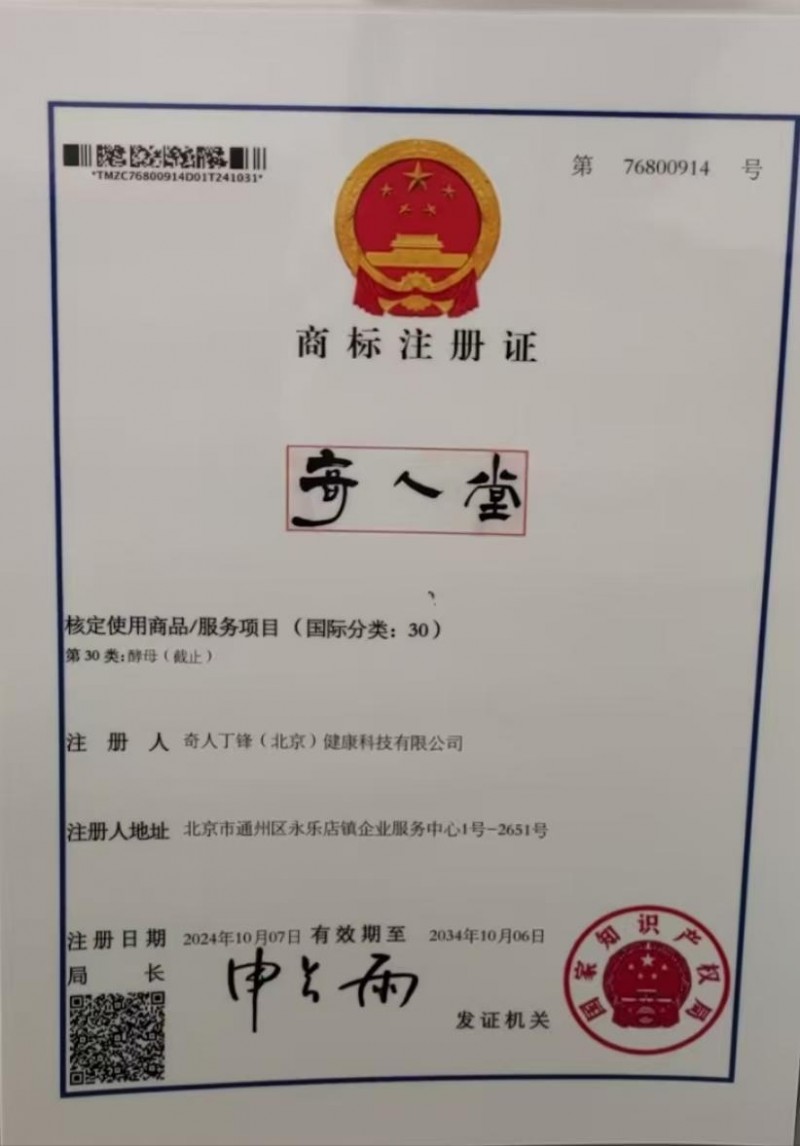 *TMZC76800914D01T241031*
第 76800914 号
商标注册证
奇人堂
核定使用商品/服务项目（国际分类：30）
第 30 类：酵母（截止）
注册人 奇人丁锋（北京）健康科技有限公司
注册人地址 北京市通州区永乐店镇企业服务中心1号-2651号
注册日期 2024年10月07日 有效期至 2034年10月06日
局长 申长雨
发证机关
国家知识产权局